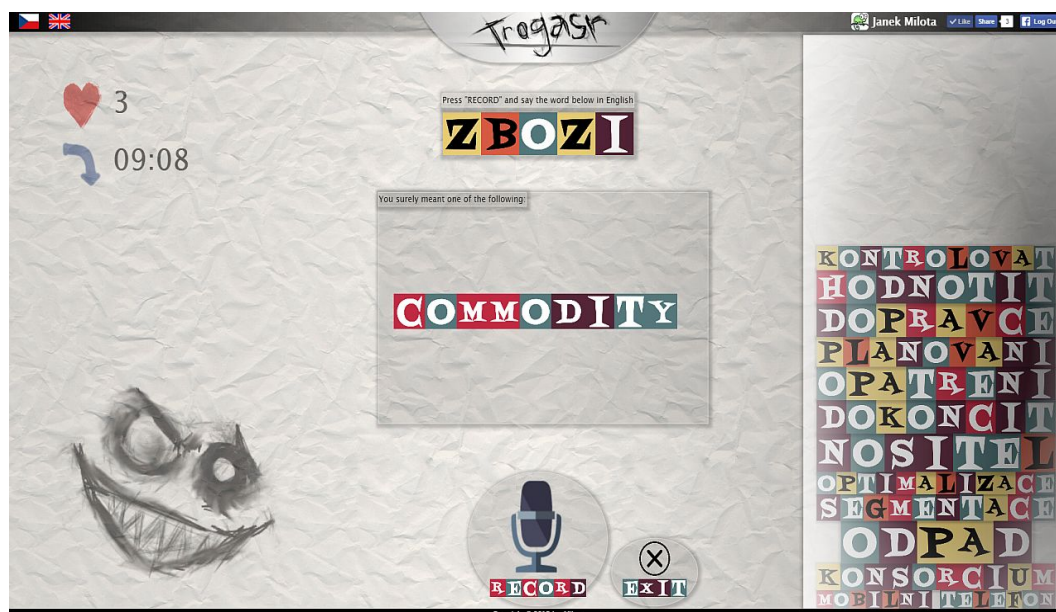 Trogasr
Janek Milota
Like
Share
3
Log Ou
3
09:08
Press "RECORD" and say the word below in English
ZBOZI
You surely meant one of the following:
COMMODITY
RECORD
EXIT
KONTROLOVAT
HODNOTIT
DOPRAVCE
PLANOVANI
OPATRENI
DOKONCIT
NOSITEL
OPTIMALIZACE
SEGMENTACE
ODPAD
KONSORCIUM
MOBILNI TELEFON